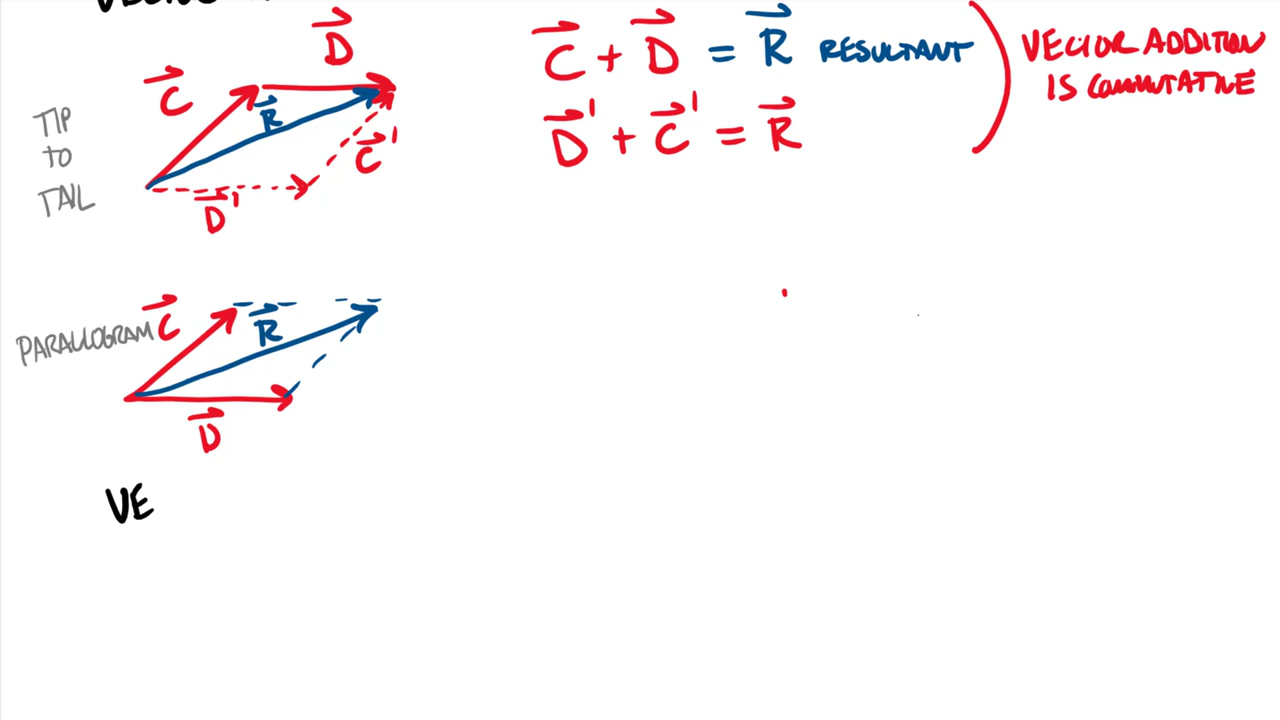 D⃗
C⃗
R⃗
C⃗'
D⃗'
TIP
TO
TAIL
C⃗ + D⃗ = R⃗ RESULTANT
D⃗' + C⃗' = R⃗
VECTOR ADDITION
IS COMMUTATIVE
PARALLOGRAM
C⃗
R⃗
D⃗
VE